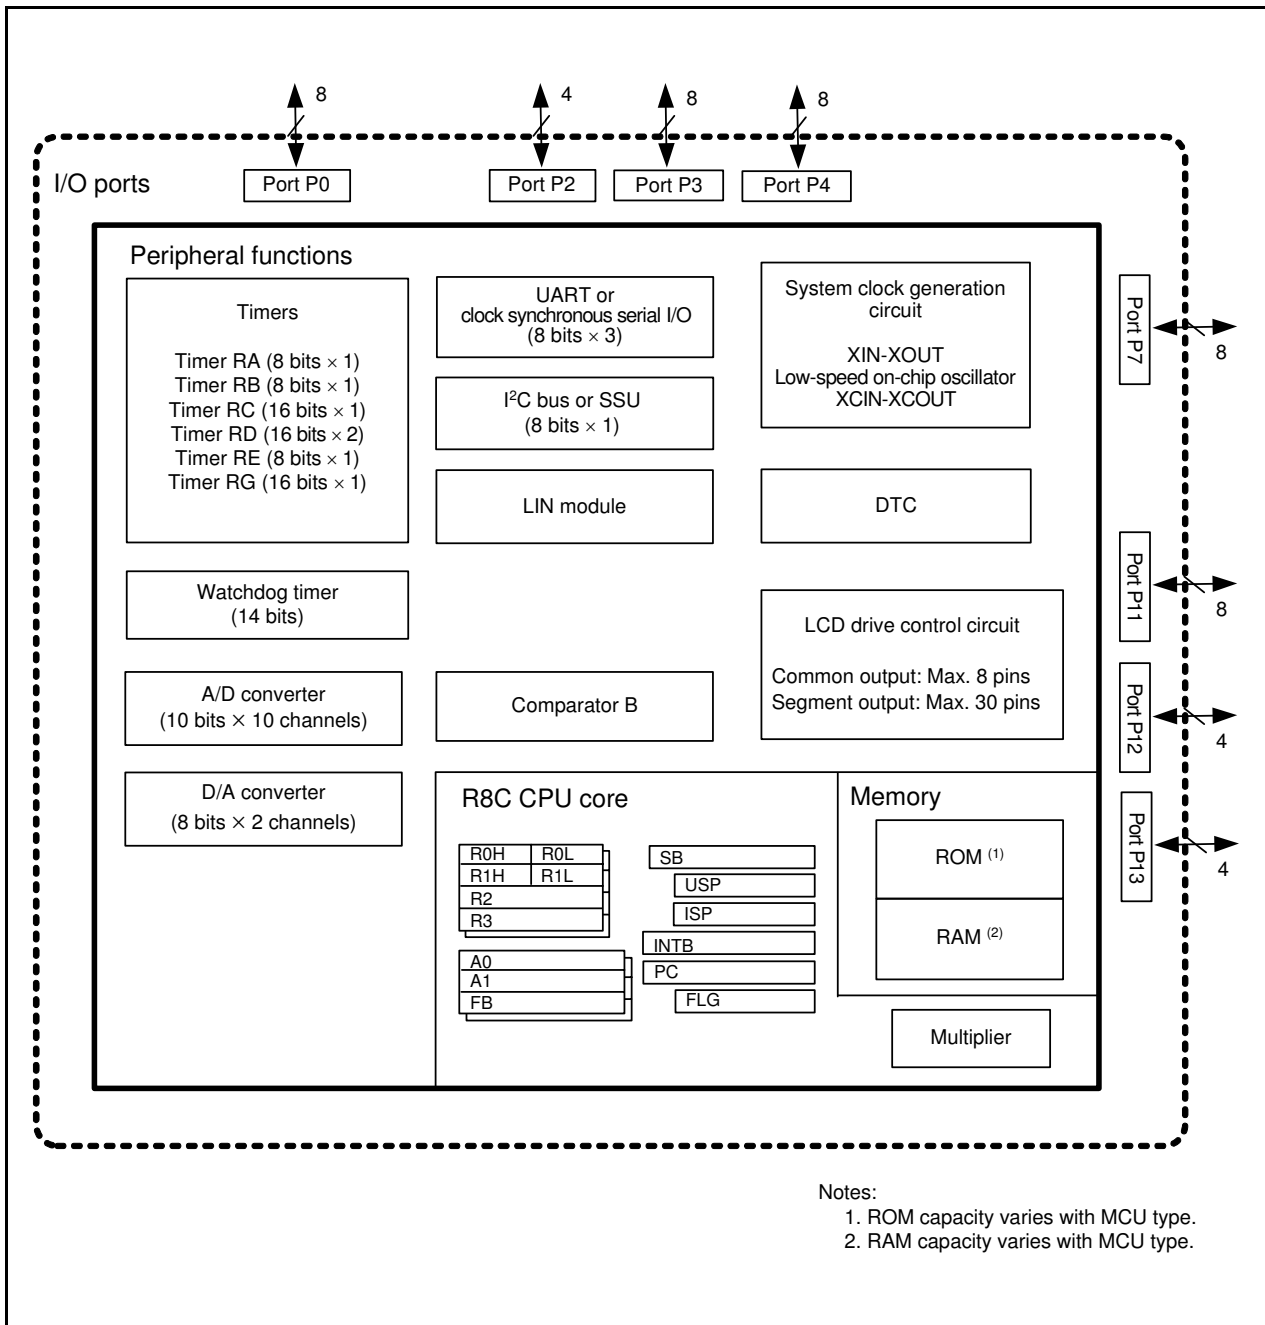 8
4
8
8
I/O ports
Port P0
Port P2
Port P3
Port P4
Peripheral functions
Timers
Timer RA (8 bits × 1)
Timer RB (8 bits × 1)
Timer RC (16 bits × 1)
Timer RD (16 bits × 2)
Timer RE (8 bits × 1)
Timer RG (16 bits × 1)
UART or
clock synchronous serial I/O
(8 bits × 3)
I²C bus or SSU
(8 bits × 1)
LIN module
System clock generation
circuit
XIN-XOUT
Low-speed on-chip oscillator
XCIN-XCOUT
DTC
Port P7
8
Watchdog timer
(14 bits)
LCD drive control circuit
Common output: Max. 8 pins
Segment output: Max. 30 pins
Port P11
8
A/D converter
(10 bits × 10 channels)
Comparator B
Port P12
4
D/A converter
(8 bits × 2 channels)
R8C CPU core
R0H
R0L
R1H
R1L
R2
R3
A0
A1
FB
SB
USP
ISP
INTB
PC
FLG
Memory
ROM (1)
RAM (2)
Multiplier
Port P13
4
Notes:
1. ROM capacity varies with MCU type.
2. RAM capacity varies with MCU type.